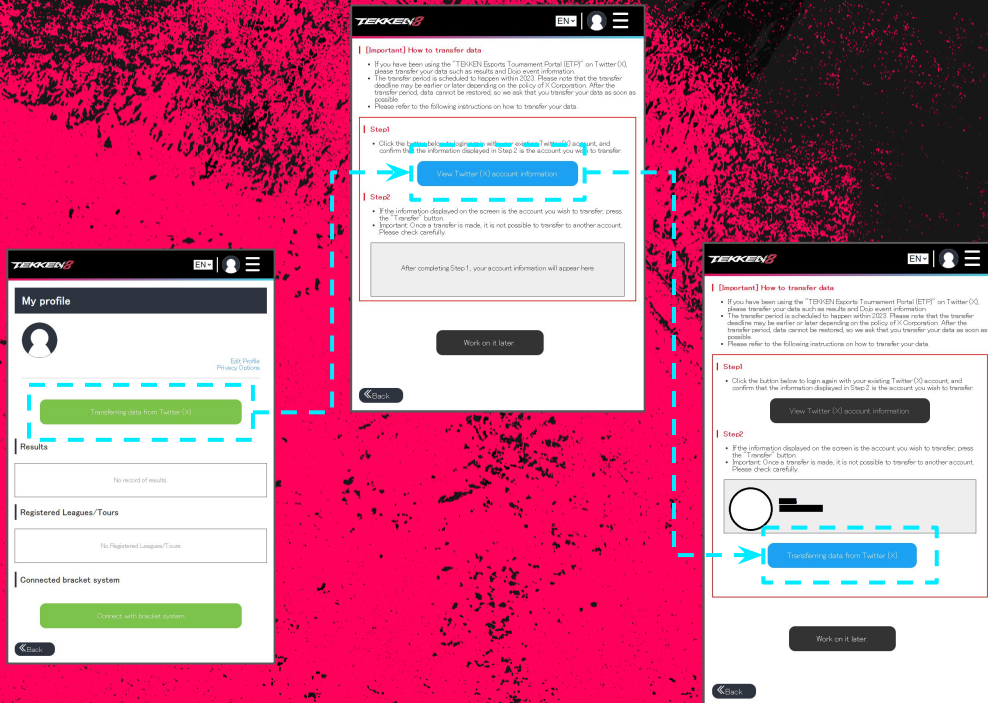 TEKKEN8
EN
My profile
Edit Profile
Privacy Options
Transferring data from Twitter (X)
Results
No record of results
Registered Leagues/Tours
No Registered Leagues/Tours
Connected bracket system
Connect with bracket system
Back
TEKKEN8
EN
[Important] How to transfer data
• If you have been using the "TEKKEN Esports Tournament Portal (ETP)" on Twitter (X),
please transfer your data such as results and Dojo event information.
• The transfer period is scheduled to happen within 2023. Please note that the transfer
deadline may be earlier or later depending on the policy of X Corporation. After the
transfer period, data cannot be restored, so we ask that you transfer your data as soon as
possible.
• Please refer to the following instructions on how to transfer your data.
Step1
• Click the button below to login again with your existing Twitter (X) account, and
confirm that the information displayed in Step 2 is the account you wish to transfer.
View Twitter (X) account information
Step2
• If the information displayed on the screen is the account you wish to transfer, press
the "Transfer" button.
• Important: Once a transfer is made, it is not possible to transfer to another account.
Please check carefully.
After completing Step 1, your account information will appear here
Work on it later
Back
TEKKEN8
EN
[Important] How to transfer data
• If you have been using the "TEKKEN Esports Tournament Portal (ETP)" on Twitter (X),
please transfer your data such as results and Dojo event information.
• The transfer period is scheduled to happen within 2023. Please note that the transfer
deadline may be earlier or later depending on the policy of X Corporation. After the
transfer period, data cannot be restored, so we ask that you transfer your data as soon as
possible.
• Please refer to the following instructions on how to transfer your data.
Step1
• Click the button below to login again with your existing Twitter (X) account, and
confirm that the information displayed in Step 2 is the account you wish to transfer.
View Twitter (X) account information
Step2
• If the information displayed on the screen is the account you wish to transfer, press
the "Transfer" button.
• Important: Once a transfer is made, it is not possible to transfer to another account.
Please check carefully.
Transferring data from Twitter (X)
Work on it later
Back